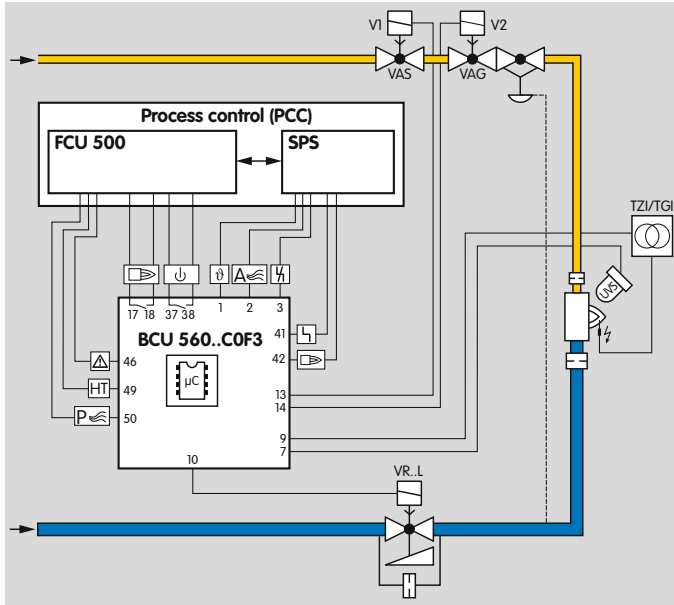 V1
V2
VAS
VAG
Process control (PCC)
FCU 500
SPS
TZI/TGI
UVS
ϑ
A
17 18
37 38
1
2
3
BCU 560..C0F3
µC
41
42
46
HT
49
P
50
13
14
9
7
10
VR..L